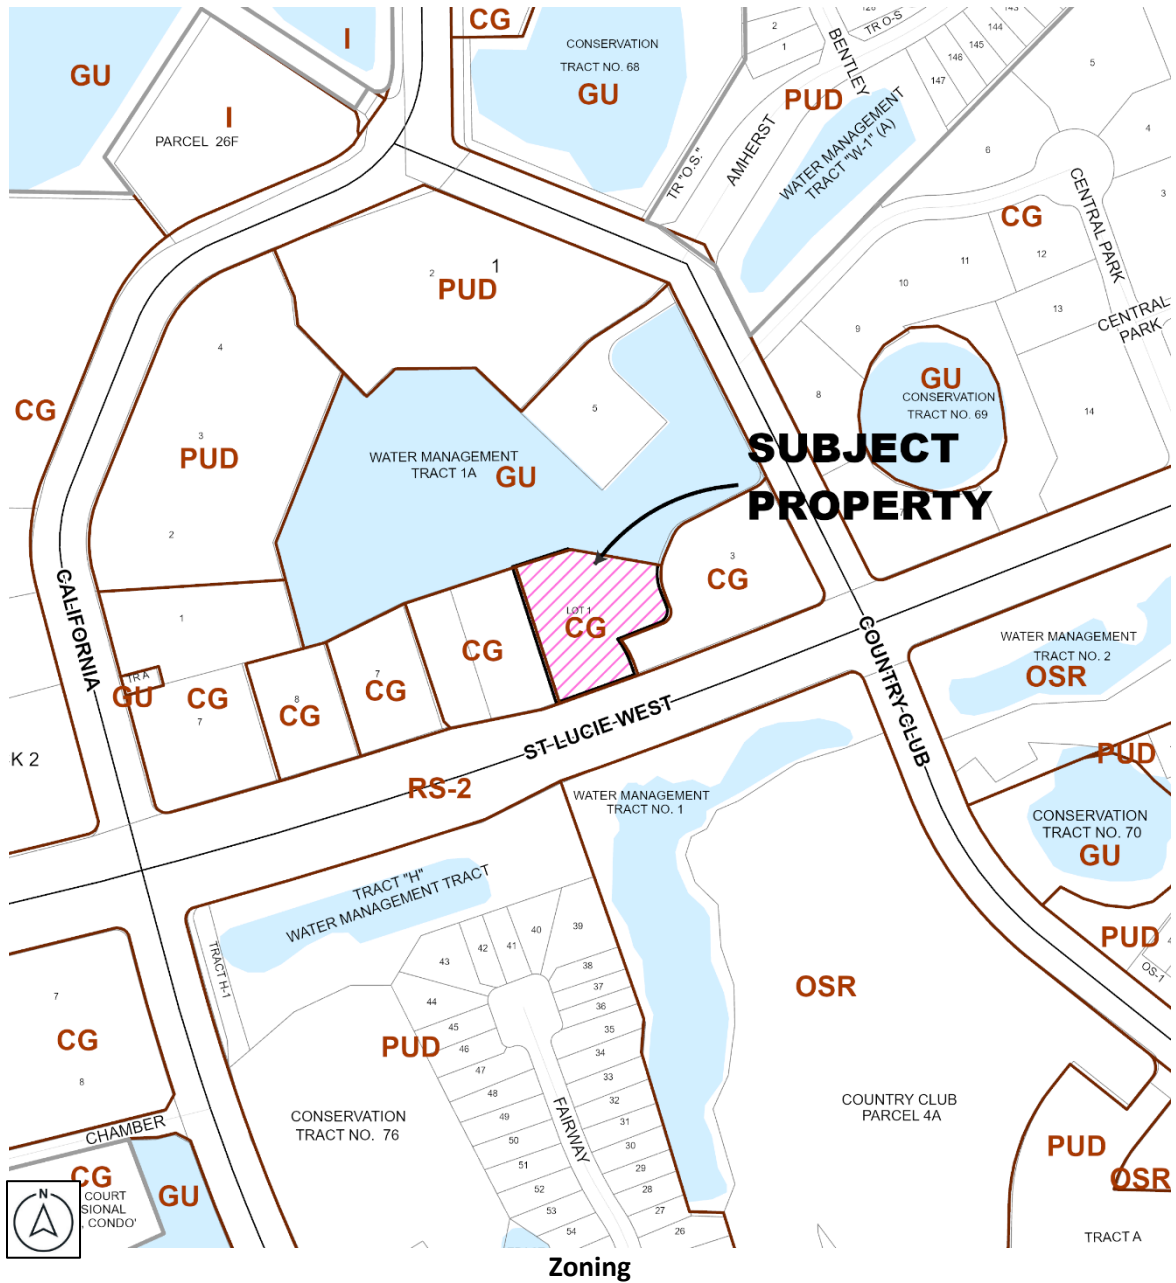 CG
I
GU
CONSERVATION
TRACT NO. 68
GU
I
PARCEL 26F
2
1
BENTLEY
TR O-S
144
145
146
147
PUD
WATER MANAGEMENT
TRACT "W-1" (A)
AMHERST
TR "O.S."
5
4
3
6
CENTRAL PARK
CG
12
11
10
13
CENTRAL
PARK
9
8
14
GU
CONSERVATION
TRACT NO. 69
2
1
PUD
4
CG
3
PUD
2
5
WATER MANAGEMENT
TRACT 1A
GU
SUBJECT
PROPERTY
7
3
CG
LOT 1
CG
CALIFORNIA
1
TR A
GU
CG
7
8
CG
7
CG
CG
ST LUCIE WEST
COUNTRY CLUB
WATER MANAGEMENT
TRACT NO. 2
OSR
K 2
RS-2
PUD
WATER MANAGEMENT
TRACT NO. 1
CONSERVATION
TRACT NO. 70
GU
TRACT "H"
WATER MANAGEMENT TRACT
TRACT H-1
PUD
4
OS-1
43
42
41
40
39
38
37
36
35
34
33
32
31
30
29
28
27
26
44
45
46
47
48
49
50
51
52
53
54
FAIRWAY
PUD
OSR
7
CG
8
CHAMBER
CONSERVATION
TRACT NO. 76
COUNTRY CLUB
PARCEL 4A
PUD
OSR
TRACT A
CG
COURT
SIONAL
, CONDO'
GU
N
Zoning